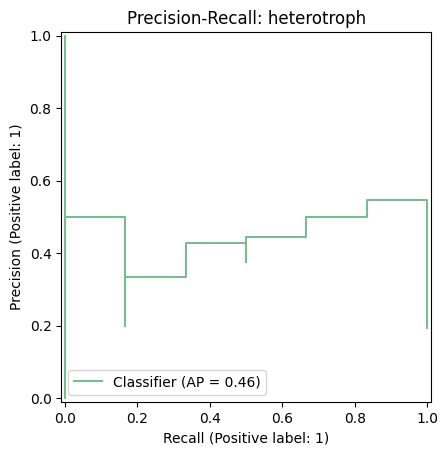 Precision-Recall: heterotroph
Precision (Positive label: 1)
1.0
0.8
0.6
0.4
0.2
0.0
Classifier (AP = 0.46)
0.0 0.2 0.4 0.6 0.8 1.0
Recall (Positive label: 1)